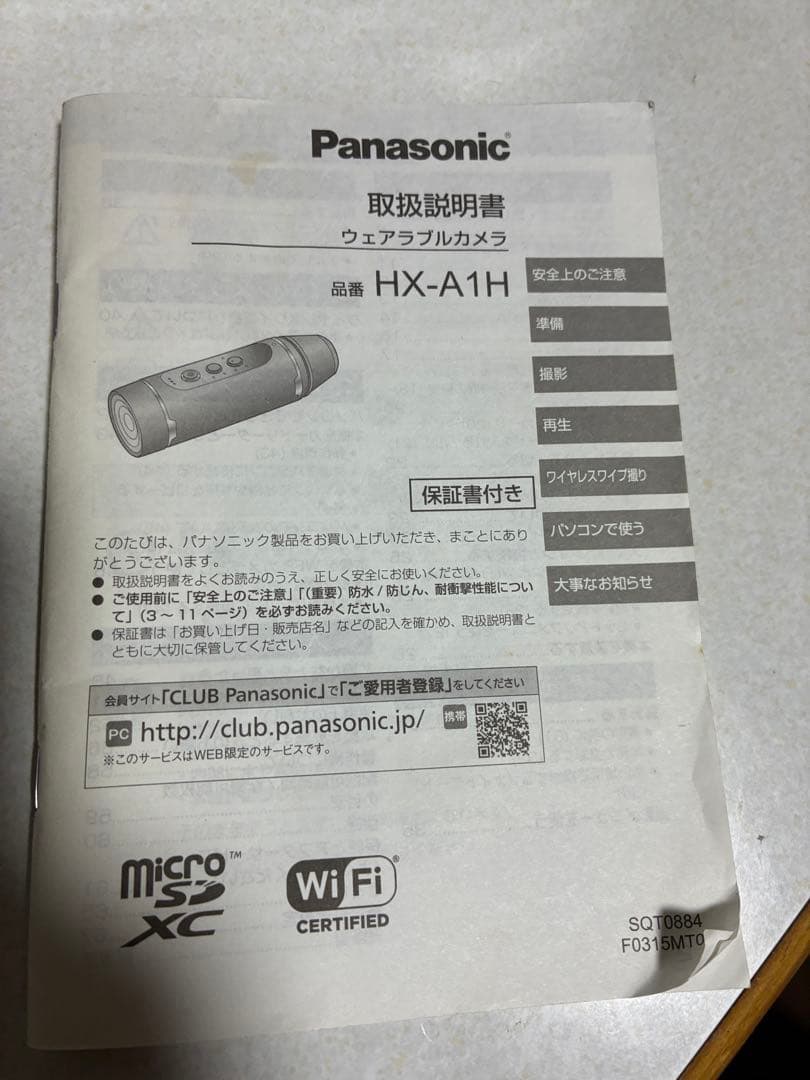 Panasonic®
取扱説明書
ウェアラブルカメラ
品番 HX-A1H
安全上のご注意
準備
撮影
再生
ワイヤレスワイプ撮り
パソコンで使う
大事なお知らせ
保証書付き
このたびは、パナソニック製品をお買い上げいただき、まことにあり
がとうございます。
● 取扱説明書をよくお読みのうえ、正しく安全にお使いください。
● ご使用前に「安全上のご注意」「(重要) 防水/防じん、耐衝撃性能につい
て」(3～11ページ) を必ずお読みください。
● 保証書は「お買い上げ日・販売店名」などの記入を確かめ、取扱説明書と
ともに大切に保管してください。
会員サイト「CLUB Panasonic」で「ご愛用者登録」をしてください
PC http://club.panasonic.jp/ 携帯
※このサービスはWEB限定のサービスです。
micro SD XC ™
Wi Fi ®
CERTIFIED
SQT0884
F0315MT0